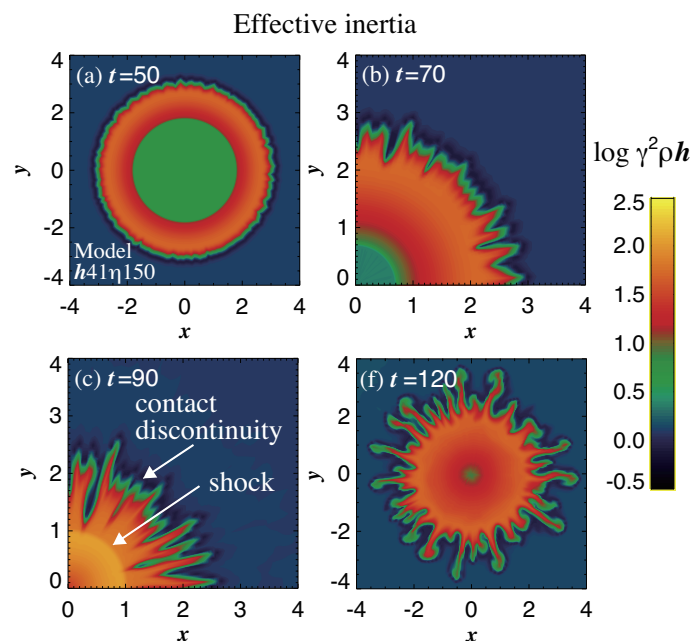 Effective inertia
(a) t=50
4
2
0
-2
-4
y
Model
h41η150
-4 -2 0 2 4
x
(b) t=70
4
3
2
1
0
y
0 1 2 3 4
x
log γ²ρh
2.5
2.0
1.5
1.0
0.5
0.0
-0.5
(c) t=90
contact
discontinuity
shock
4
3
2
1
0
y
0 1 2 3 4
x
(f) t=120
4
2
0
-2
-4
y
-4 -2 0 2 4
x